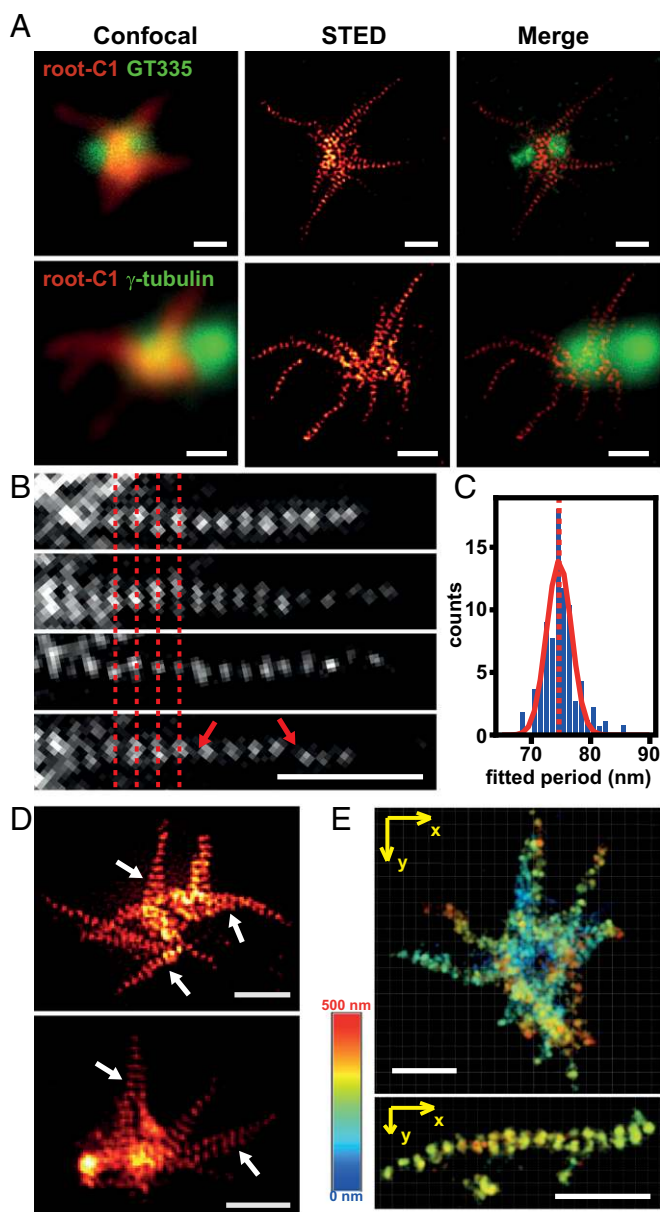 A
Confocal STED Merge
root-C1 GT335
root-C1 γ-tubulin
B
C
15
10
5
0
counts
70 80 90
fitted period (nm)
D
E
x
y
500 nm
0 nm
x
y